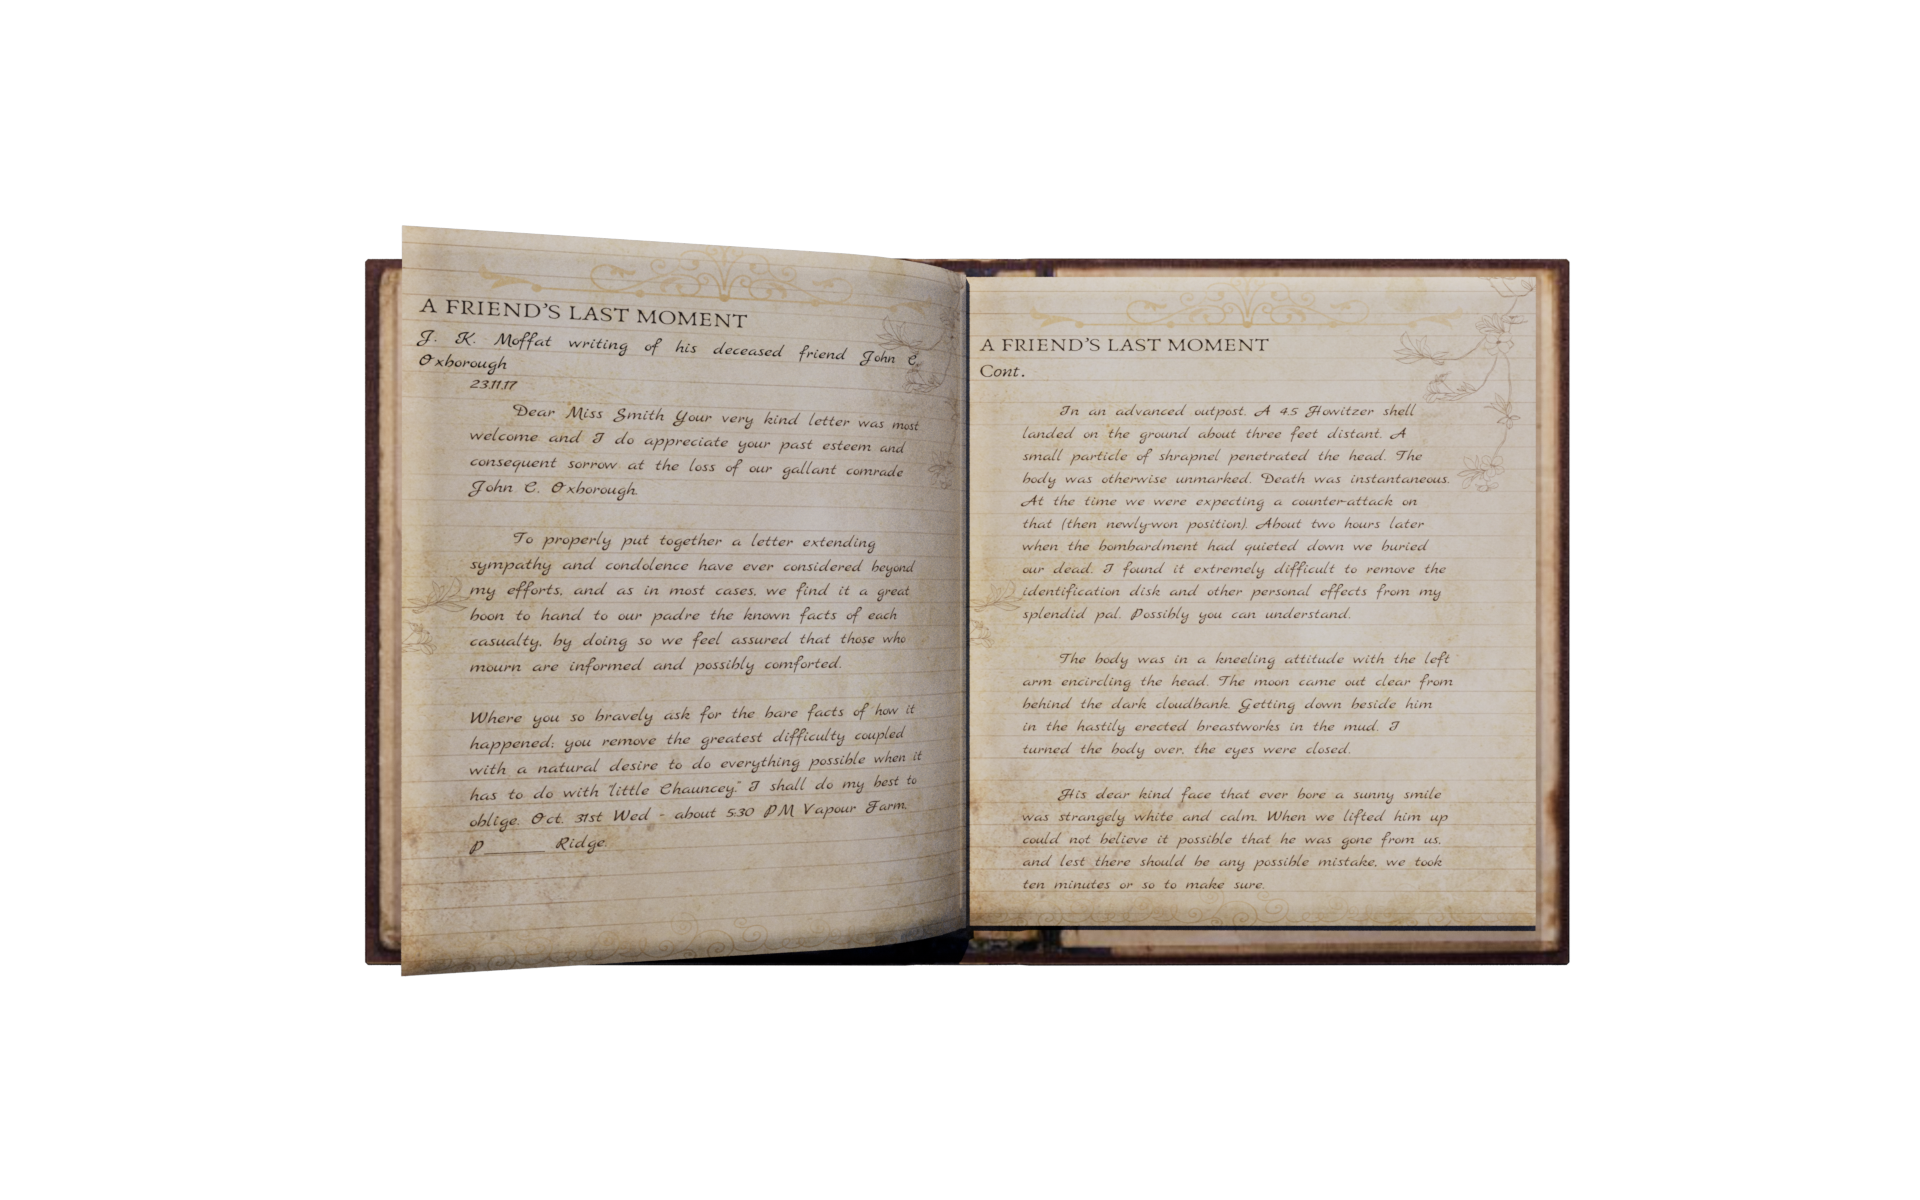 A FRIEND'S LAST MOMENT
J. K. Moffat writing of his deceased friend John C.
Oxborough
23.11.17
Dear Miss Smith Your very kind letter was most
welcome and I do appreciate your past esteem and
consequent sorrow at the loss of our gallant comrade
John C. Oxborough.
To properly put together a letter extending
sympathy and condolence have ever considered beyond
my efforts, and as in most cases, we find it a great
boon to hand to our padre the known facts of each
casualty, by doing so we feel assured that those who
mourn are informed and possibly comforted.
Where you so bravely ask for the bare facts of how it
happened; you remove the greatest difficulty coupled
with a natural desire to do everything possible when it
has to do with "little Chauncey." I shall do my best to
oblige. Oct. 31st Wed - about 5:30 PM Vapour Farm,
P______ Ridge.
A FRIEND'S LAST MOMENT
Cont.
In an advanced outpost. A 4.5 Howitzer shell
landed on the ground about three feet distant. A
small particle of shrapnel penetrated the head. The
body was otherwise unmarked. Death was instantaneous.
At the time we were expecting a counter-attack on
that (then newly-won position). About two hours later
when the bombardment had quieted down we buried
our dead. I found it extremely difficult to remove the
identification disk and other personal effects from my
splendid pal. Possibly you can understand.
The body was in a kneeling attitude with the left
arm encircling the head. The moon came out clear from
behind the dark cloudbank. Getting down beside him
in the hastily erected breastworks in the mud. I
turned the body over, the eyes were closed.
His dear kind face that ever bore a sunny smile
was strangely white and calm. When we lifted him up
could not believe it possible that he was gone from us,
and lest there should be any possible mistake, we took
ten minutes or so to make sure.